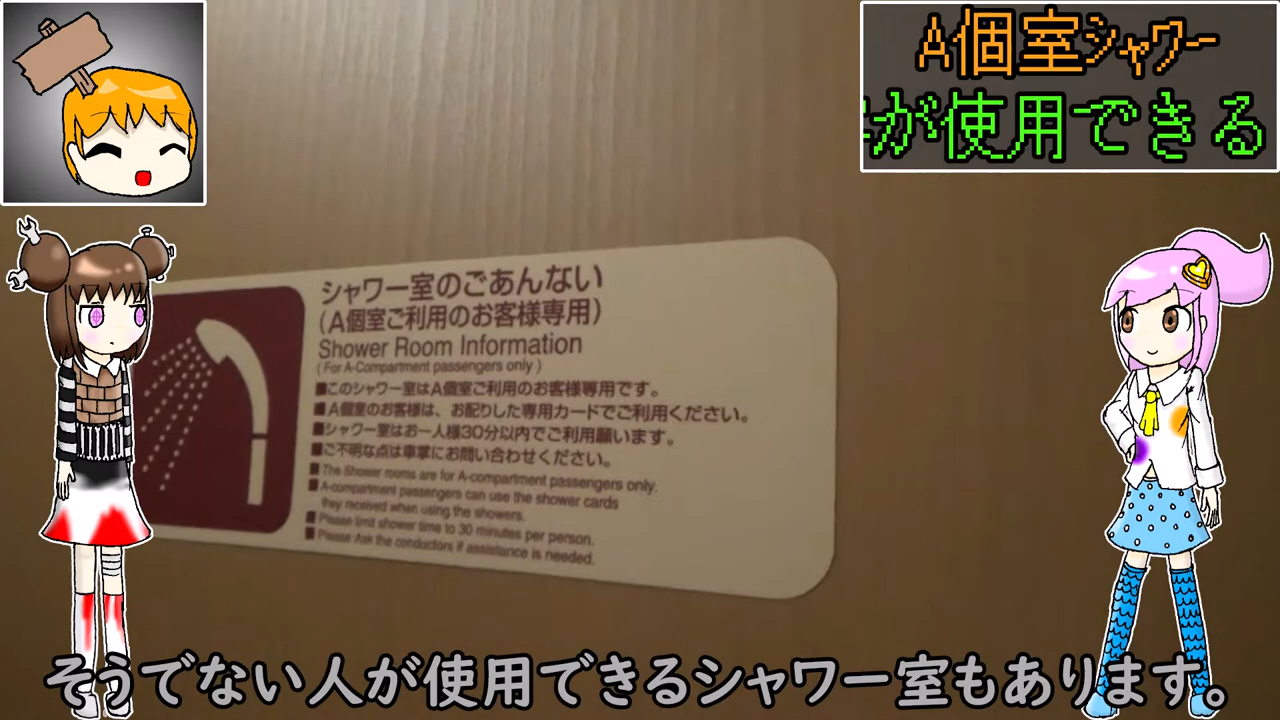 A個室シャワー
が使用できる
シャワー室のごあんない
(A個室ご利用のお客様専用)
Shower Room Information
( For A-Compartment passengers only )
■このシャワー室はA個室ご利用のお客様専用です。
■A個室のお客様は、お配りした専用カードでご利用ください。
■シャワー室はお一人様30分以内でご利用願います。
■ご不明な点は車掌にお問い合わせください。
■The Shower rooms are for A-compartment passengers only.
■A-compartment passengers can use the shower cards
they received when using the showers.
■Please limit shower time to 30 minutes per person.
■Please Ask the conductors if assistance is needed.
そうでない人が使用できるシャワー室もあります。